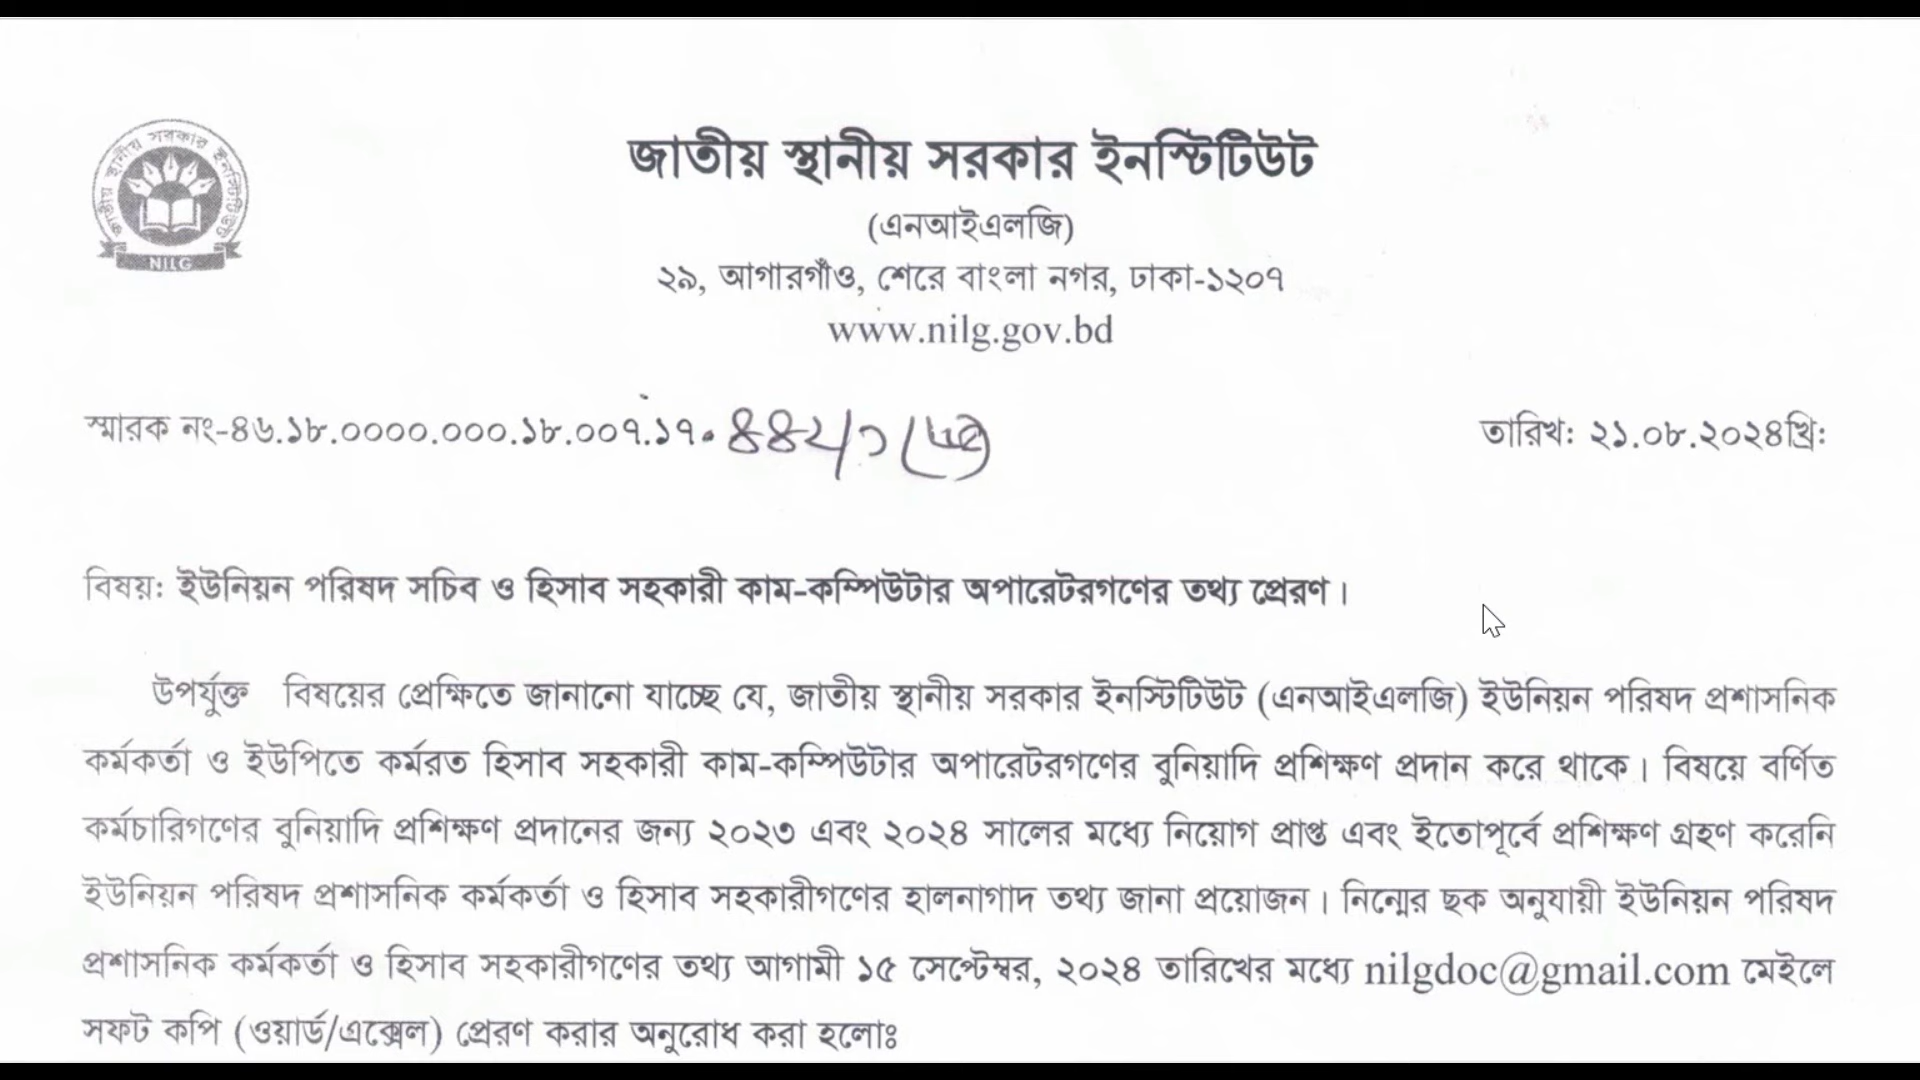 জাতীয় স্থানীয় সরকার ইনস্টিটিউট
NILG
জাতীয় স্থানীয় সরকার ইনস্টিটিউট
(এনআইএলজি)
২৯, আগারগাঁও, শেরে বাংলা নগর, ঢাকা-১২০৭
www.nilg.gov.bd
স্মারক নং-৪৬.১৮.০০০০.০০০.১৮.০০৭.১৭.
তারিখঃ ২১.০৮.২০২৪খ্রিঃ
বিষয়ঃ ইউনিয়ন পরিষদ সচিব ও হিসাব সহকারী কাম-কম্পিউটার অপারেটরগণের তথ্য প্রেরণ।
উপর্যুক্ত বিষয়ের প্রেক্ষিতে জানানো যাচ্ছে যে, জাতীয় স্থানীয় সরকার ইনস্টিটিউট (এনআইএলজি) ইউনিয়ন পরিষদ প্রশাসনিক
কর্মকর্তা ও ইউপিতে কর্মরত হিসাব সহকারী কাম-কম্পিউটার অপারেটরগণের বুনিয়াদি প্রশিক্ষণ প্রদান করে থাকে। বিষয়ে বর্ণিত
কর্মচারিগণের বুনিয়াদি প্রশিক্ষণ প্রদানের জন্য ২০২৩ এবং ২০২৪ সালের মধ্যে নিয়োগ প্রাপ্ত এবং ইতোপূর্বে প্রশিক্ষণ গ্রহণ করেনি
ইউনিয়ন পরিষদ প্রশাসনিক কর্মকর্তা ও হিসাব সহকারীগণের হালনাগাদ তথ্য জানা প্রয়োজন। নিন্মের ছক অনুযায়ী ইউনিয়ন পরিষদ
প্রশাসনিক কর্মকর্তা ও হিসাব সহকারীগণের তথ্য আগামী ১৫ সেপ্টেম্বর, ২০২৪ তারিখের মধ্যে nilgdoc@gmail.com মেইলে
সফট কপি (ওয়ার্ড/এক্সেল) প্রেরণ করার অনুরোধ করা হলোঃ